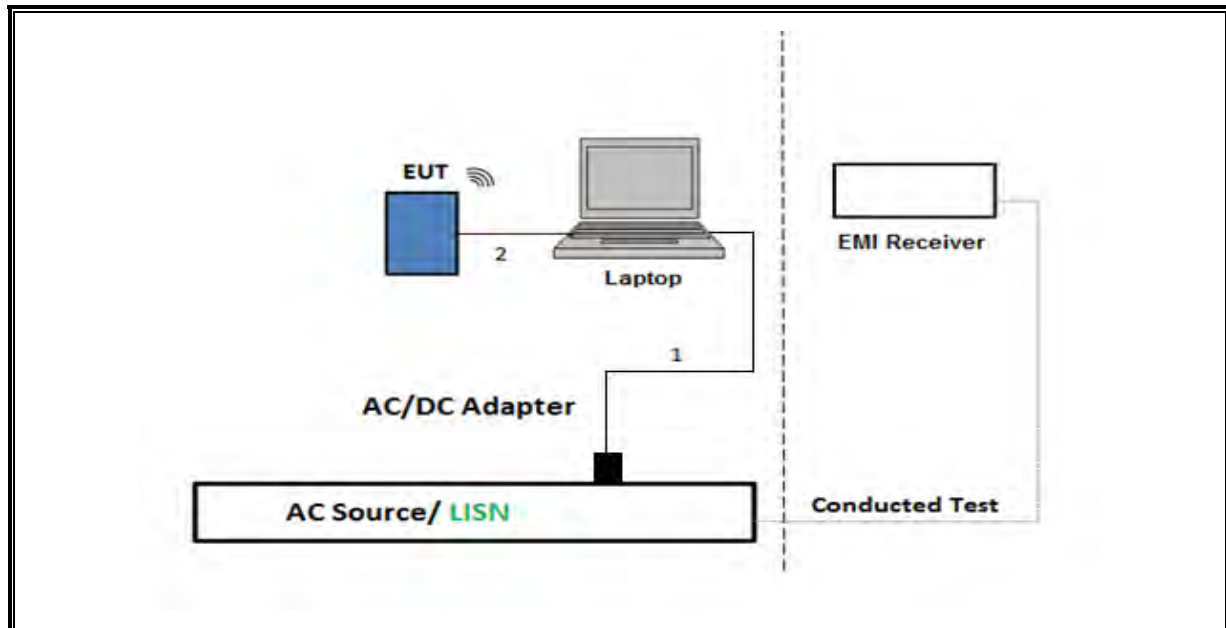 EUT
2
Laptop
EMI Receiver
1
AC/DC Adapter
AC Source/ LISN
Conducted Test